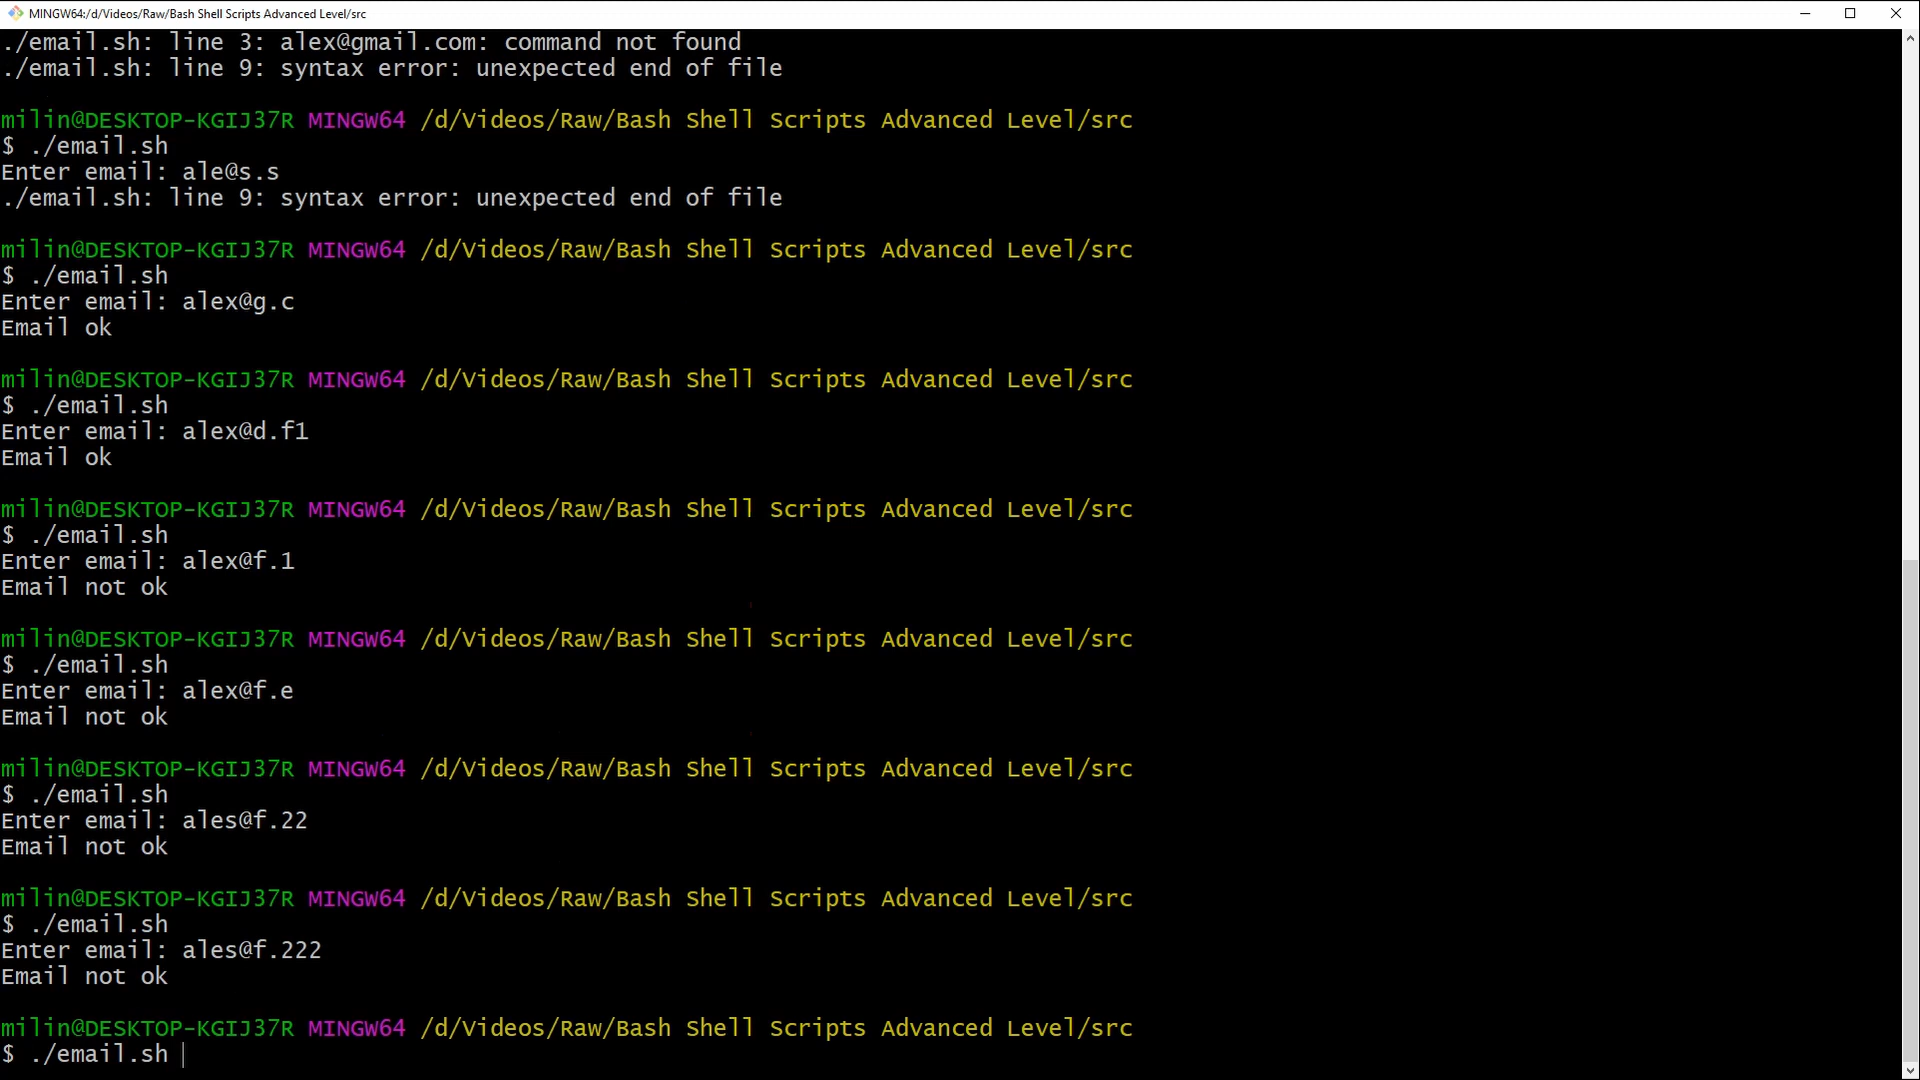 MINGW64:/d/Videos/Raw/Bash Shell Scripts Advanced Level/src
./email.sh: line 3: alex@gmail.com: command not found
./email.sh: line 9: syntax error: unexpected end of file
milin@DESKTOP-KGIJ37R MINGW64 /d/Videos/Raw/Bash Shell Scripts Advanced Level/src
$ ./email.sh
Enter email: ale@s.s
./email.sh: line 9: syntax error: unexpected end of file
milin@DESKTOP-KGIJ37R MINGW64 /d/Videos/Raw/Bash Shell Scripts Advanced Level/src
$ ./email.sh
Enter email: alex@g.c
Email ok
milin@DESKTOP-KGIJ37R MINGW64 /d/Videos/Raw/Bash Shell Scripts Advanced Level/src
$ ./email.sh
Enter email: alex@d.f1
Email ok
milin@DESKTOP-KGIJ37R MINGW64 /d/Videos/Raw/Bash Shell Scripts Advanced Level/src
$ ./email.sh
Enter email: alex@f.1
Email not ok
milin@DESKTOP-KGIJ37R MINGW64 /d/Videos/Raw/Bash Shell Scripts Advanced Level/src
$ ./email.sh
Enter email: alex@f.e
Email not ok
milin@DESKTOP-KGIJ37R MINGW64 /d/Videos/Raw/Bash Shell Scripts Advanced Level/src
$ ./email.sh
Enter email: ales@f.22
Email not ok
milin@DESKTOP-KGIJ37R MINGW64 /d/Videos/Raw/Bash Shell Scripts Advanced Level/src
$ ./email.sh
Enter email: ales@f.222
Email not ok
milin@DESKTOP-KGIJ37R MINGW64 /d/Videos/Raw/Bash Shell Scripts Advanced Level/src
$ ./email.sh